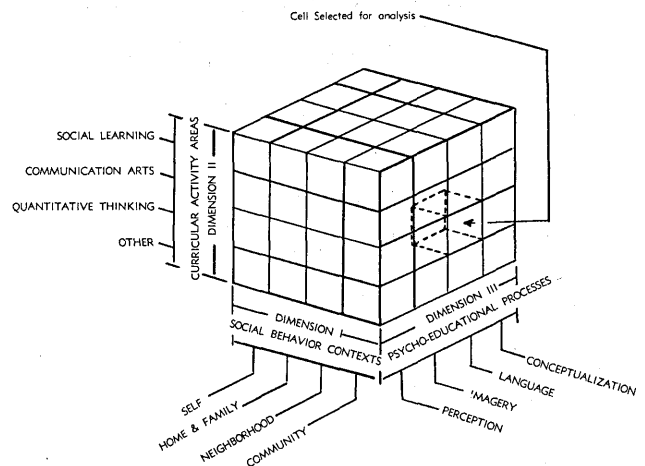 Cell Selected for analysis
SOCIAL LEARNING
COMMUNICATION ARTS
QUANTITATIVE THINKING
OTHER
CURRICULAR ACTIVITY AREAS
DIMENSION II
DIMENSION I
SOCIAL BEHAVIOR CONTEXTS
DIMENSION III
PSYCHO-EDUCATIONAL PROCESSES
SELF
HOME & FAMILY
NEIGHBORHOOD
COMMUNITY
PERCEPTION
IMAGERY
LANGUAGE
CONCEPTUALIZATION